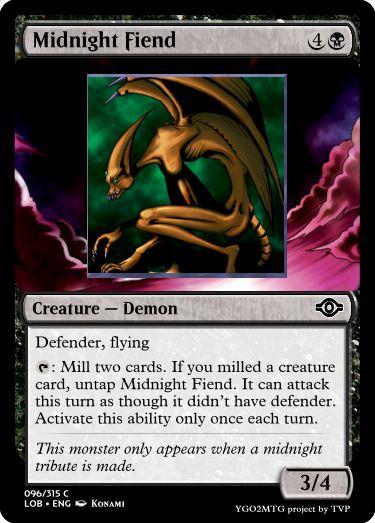 Midnight Fiend 4
Creature — Demon
Defender, flying
: Mill two cards. If you milled a creature
card, untap Midnight Fiend. It can attack
this turn as though it didn't have defender.
Activate this ability only once each turn.
This monster only appears when a midnight
tribute is made.
3/4
096/315 C
LOB • ENG Konami
YGO2MTG project by TVP